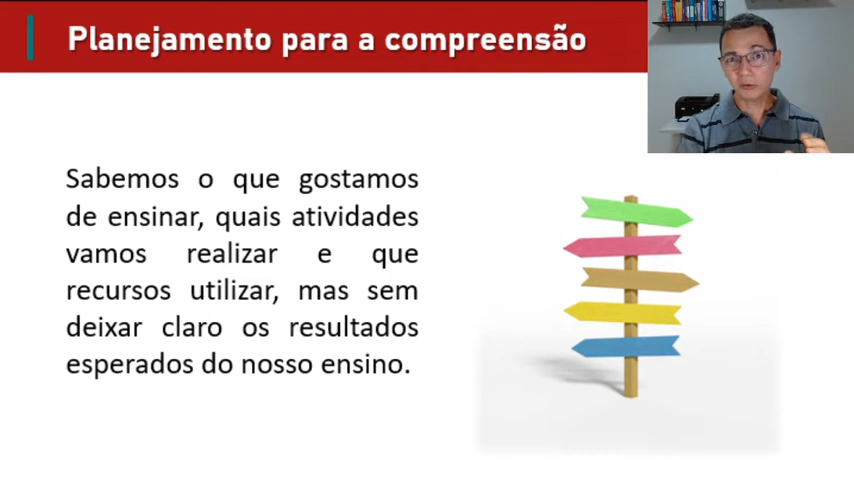 Planejamento para a compreensão
Sabemos o que gostamos
de ensinar, quais atividades
vamos realizar e que
recursos utilizar, mas sem
deixar claro os resultados
esperados do nosso ensino.